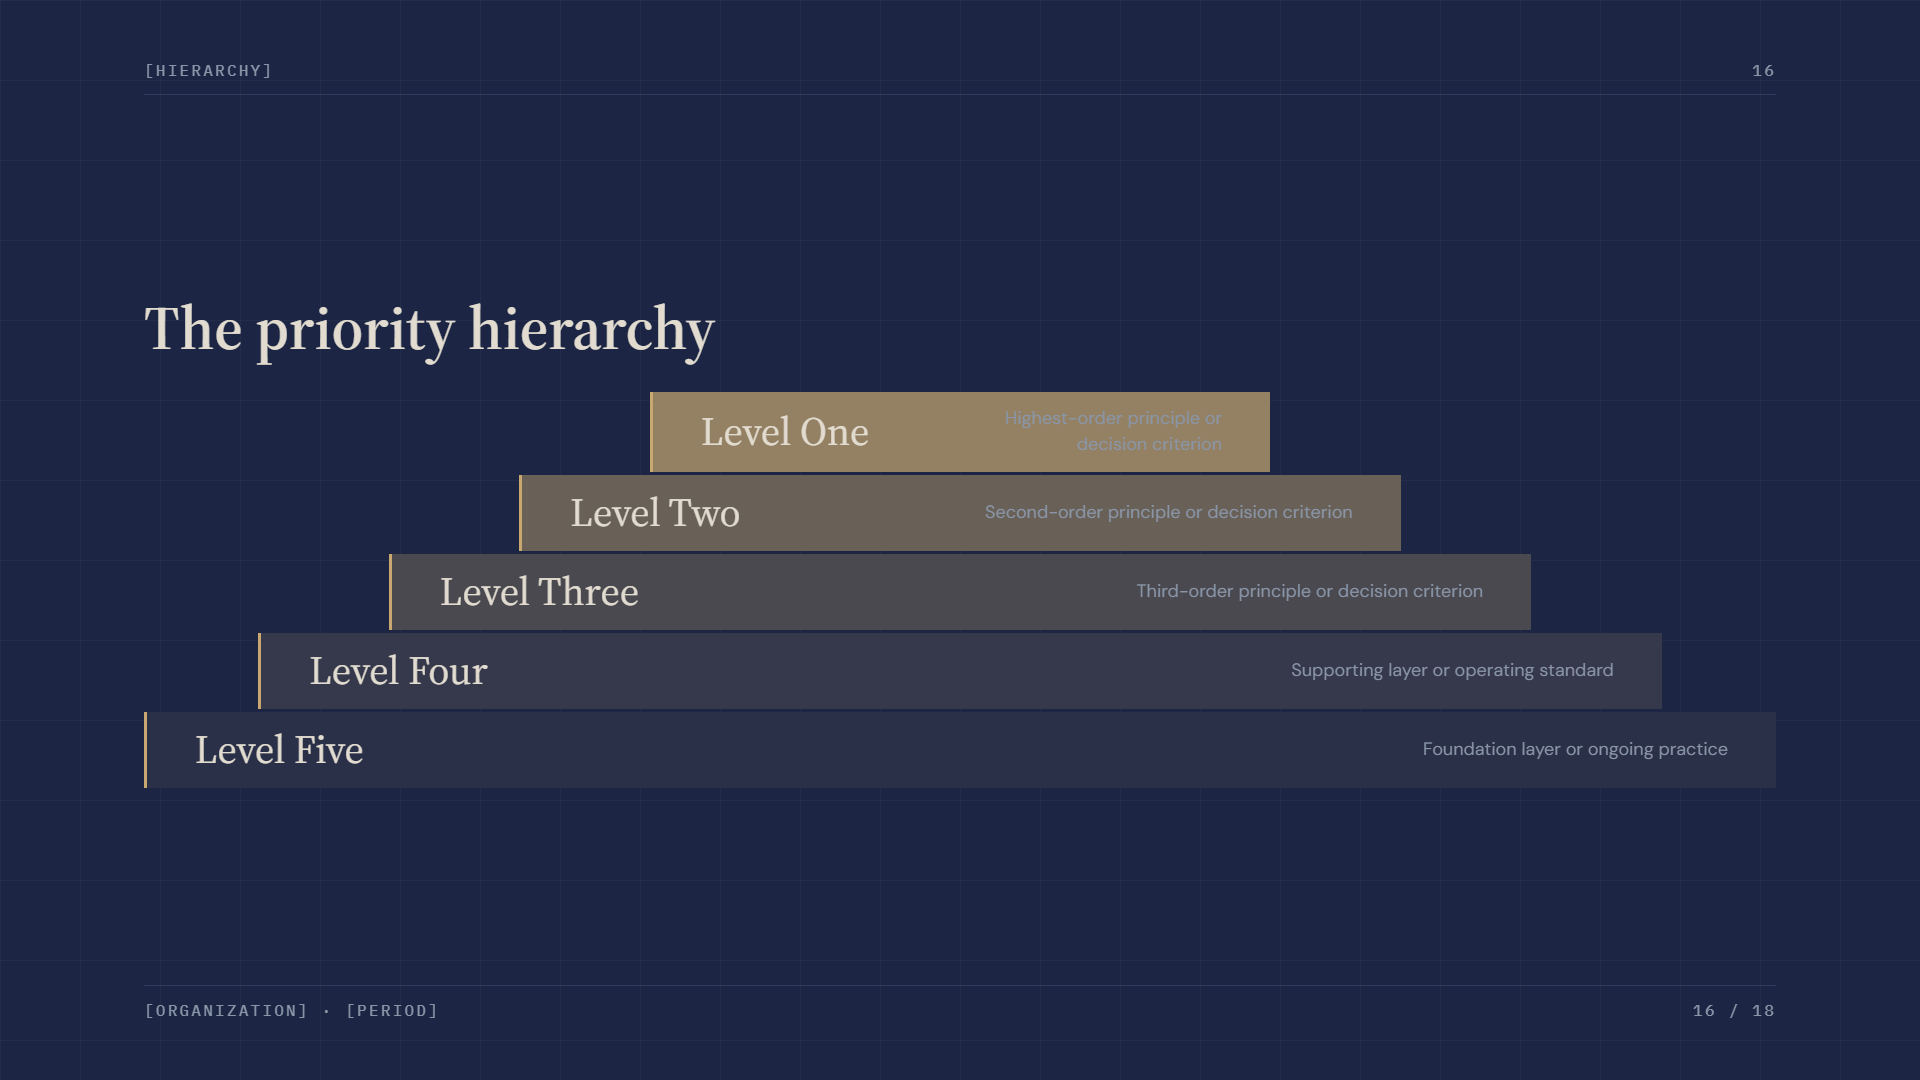 [HIERARCHY]
16
The priority hierarchy
Level One
Highest-order principle or
decision criterion
Level Two
Second-order principle or decision criterion
Level Three
Third-order principle or decision criterion
Level Four
Supporting layer or operating standard
Level Five
Foundation layer or ongoing practice
[ORGANIZATION] · [PERIOD]
16 / 18